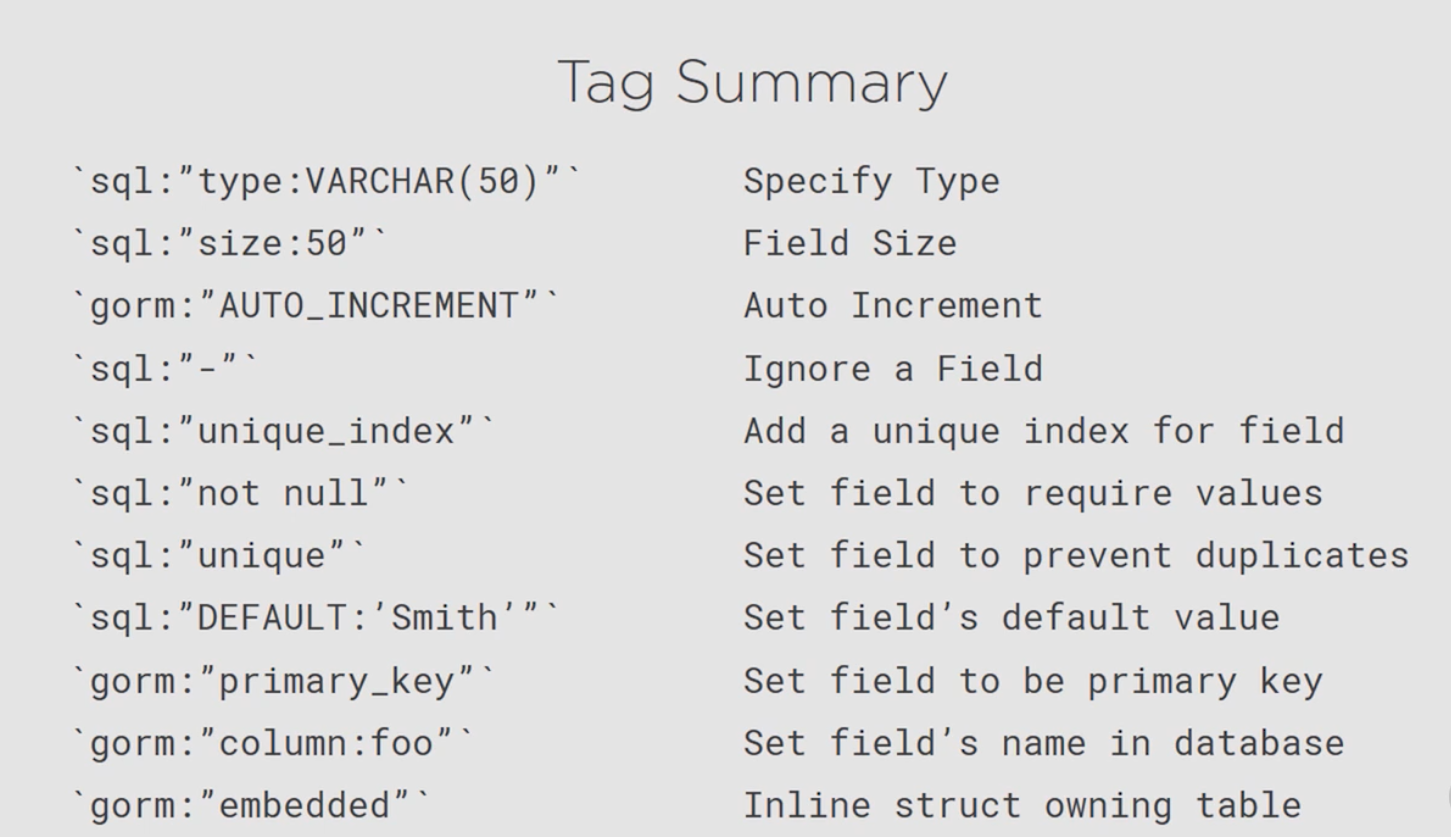 Tag Summary
`sql:”type:VARCHAR(50)”` Specify Type
`sql:”size:50”` Field Size
`gorm:”AUTO_INCREMENT”` Auto Increment
`sql:”-”` Ignore a Field
`sql:”unique_index”` Add a unique index for field
`sql:”not null”` Set field to require values
`sql:”unique”` Set field to prevent duplicates
`sql:”DEFAULT:’Smith’”` Set field’s default value
`gorm:”primary_key”` Set field to be primary key
`gorm:”column:foo”` Set field’s name in database
`gorm:”embedded”` Inline struct owning table